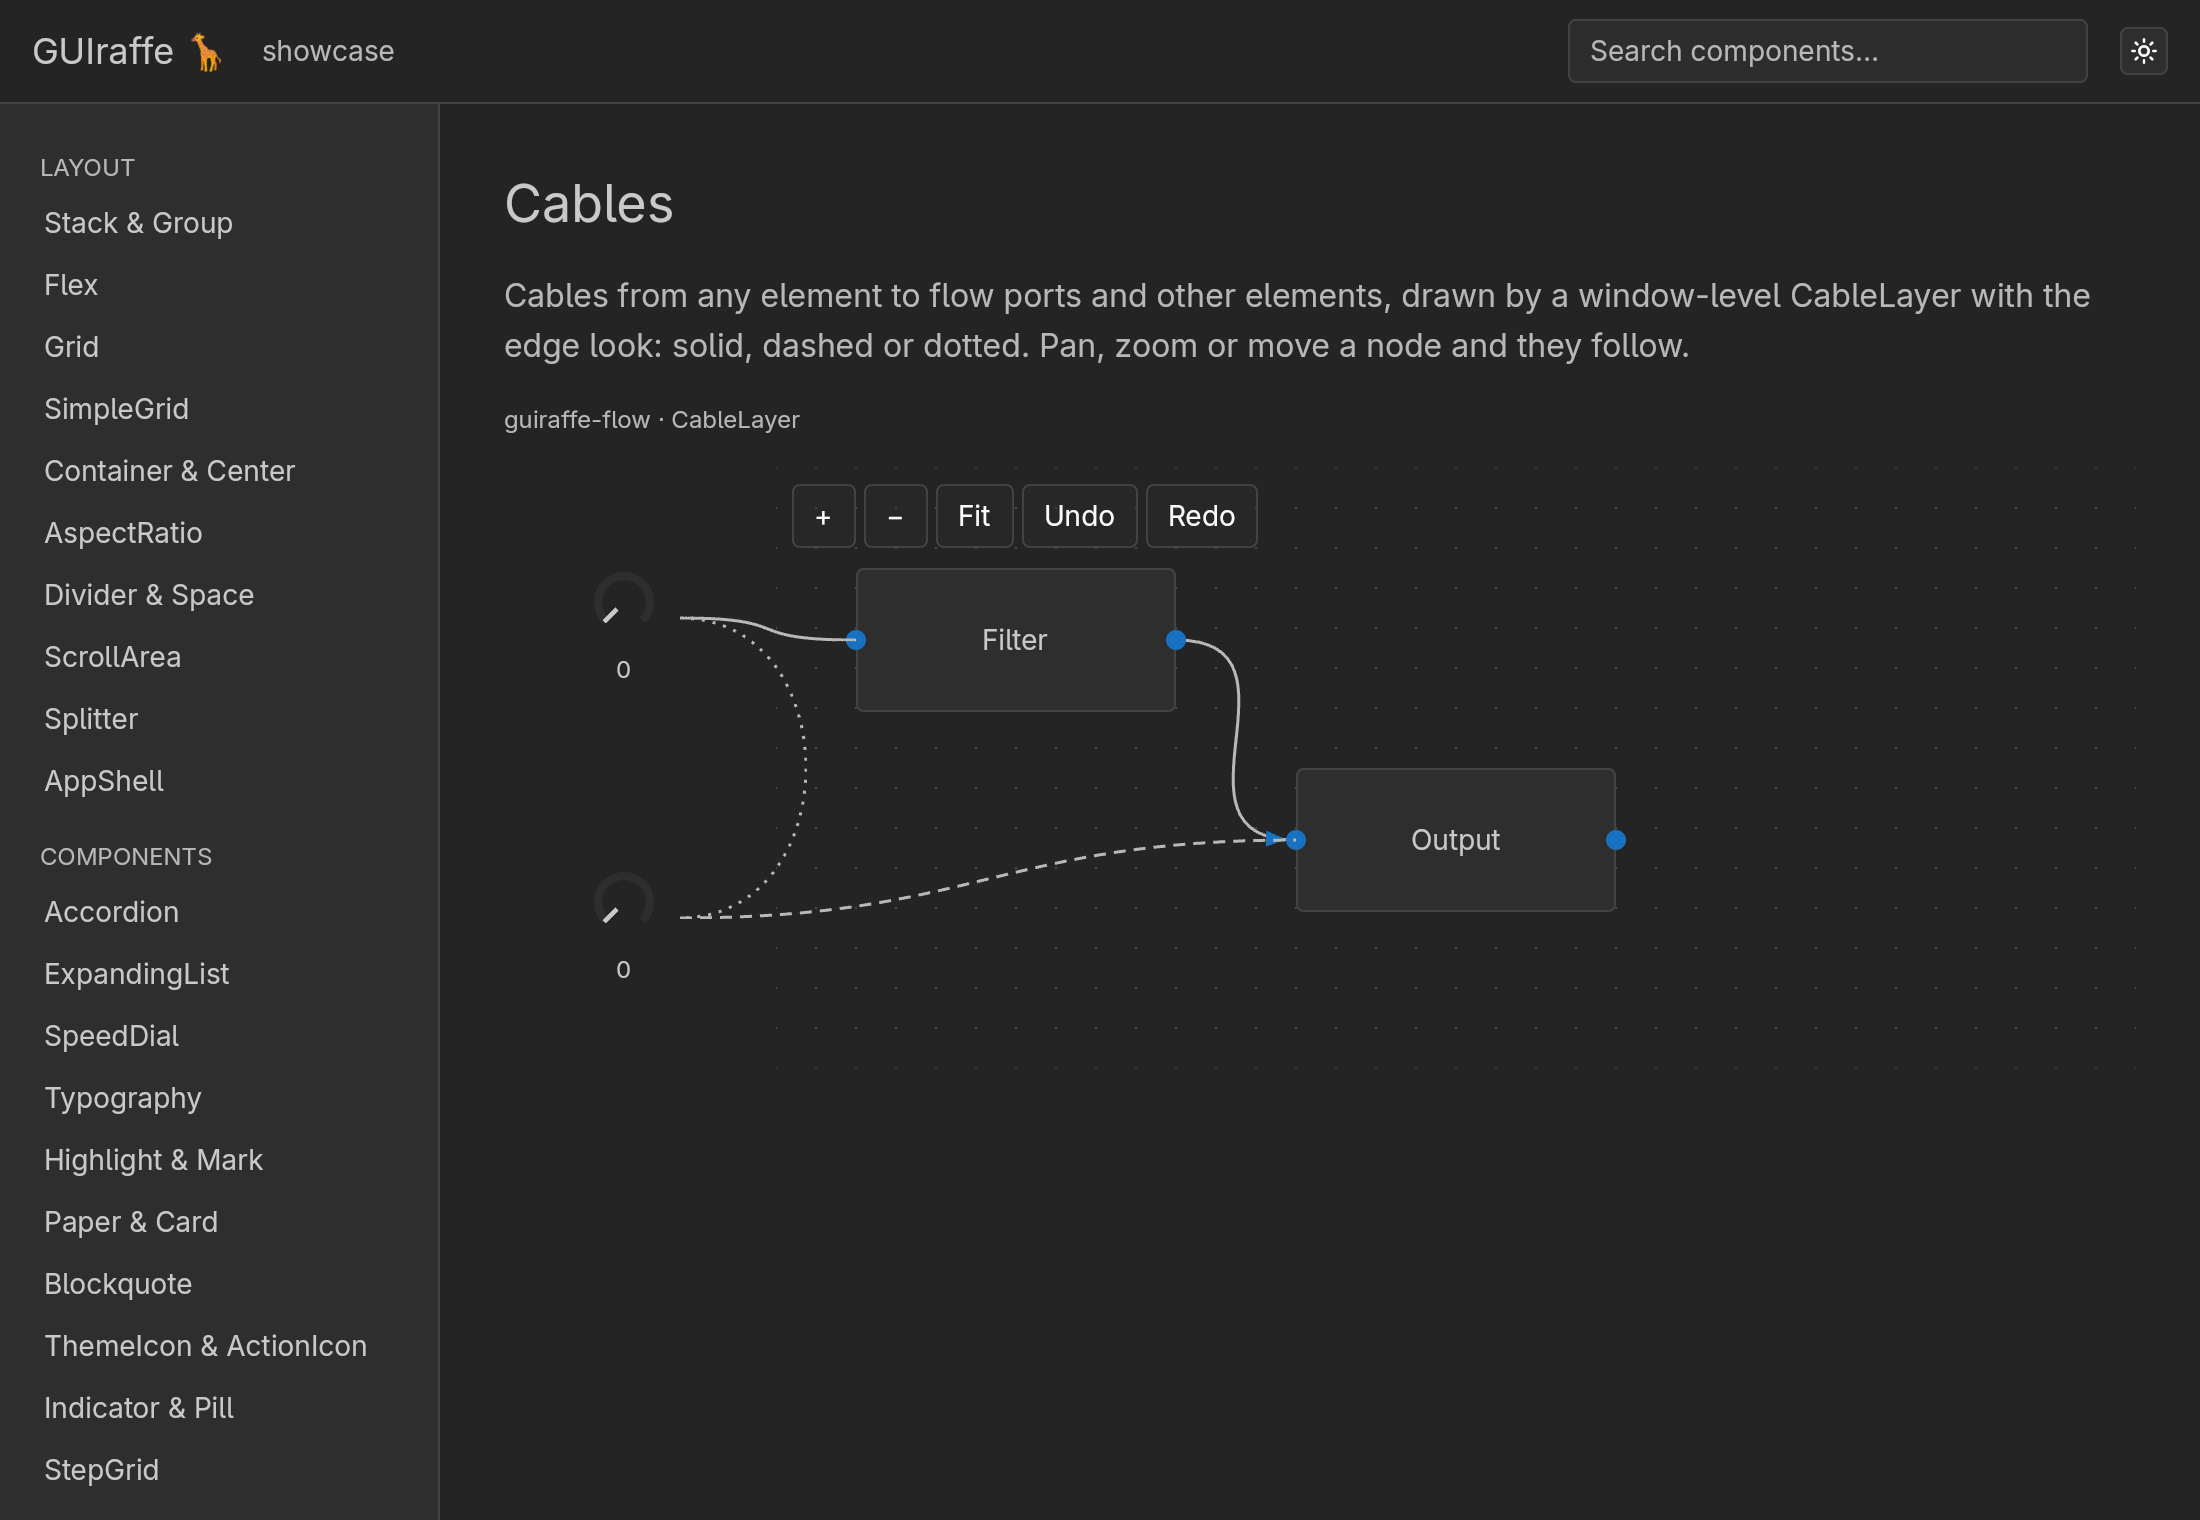 GUIraffe 🦒 showcase
Search components...
LAYOUT
Stack & Group
Flex
Grid
SimpleGrid
Container & Center
AspectRatio
Divider & Space
ScrollArea
Splitter
AppShell
COMPONENTS
Accordion
ExpandingList
SpeedDial
Typography
Highlight & Mark
Paper & Card
Blockquote
ThemeIcon & ActionIcon
Indicator & Pill
StepGrid
Cables
Cables from any element to flow ports and other elements, drawn by a window-level CableLayer with the
edge look: solid, dashed or dotted. Pan, zoom or move a node and they follow.
guiraffe-flow · CableLayer
+ − Fit Undo Redo
Filter
0
Output
0